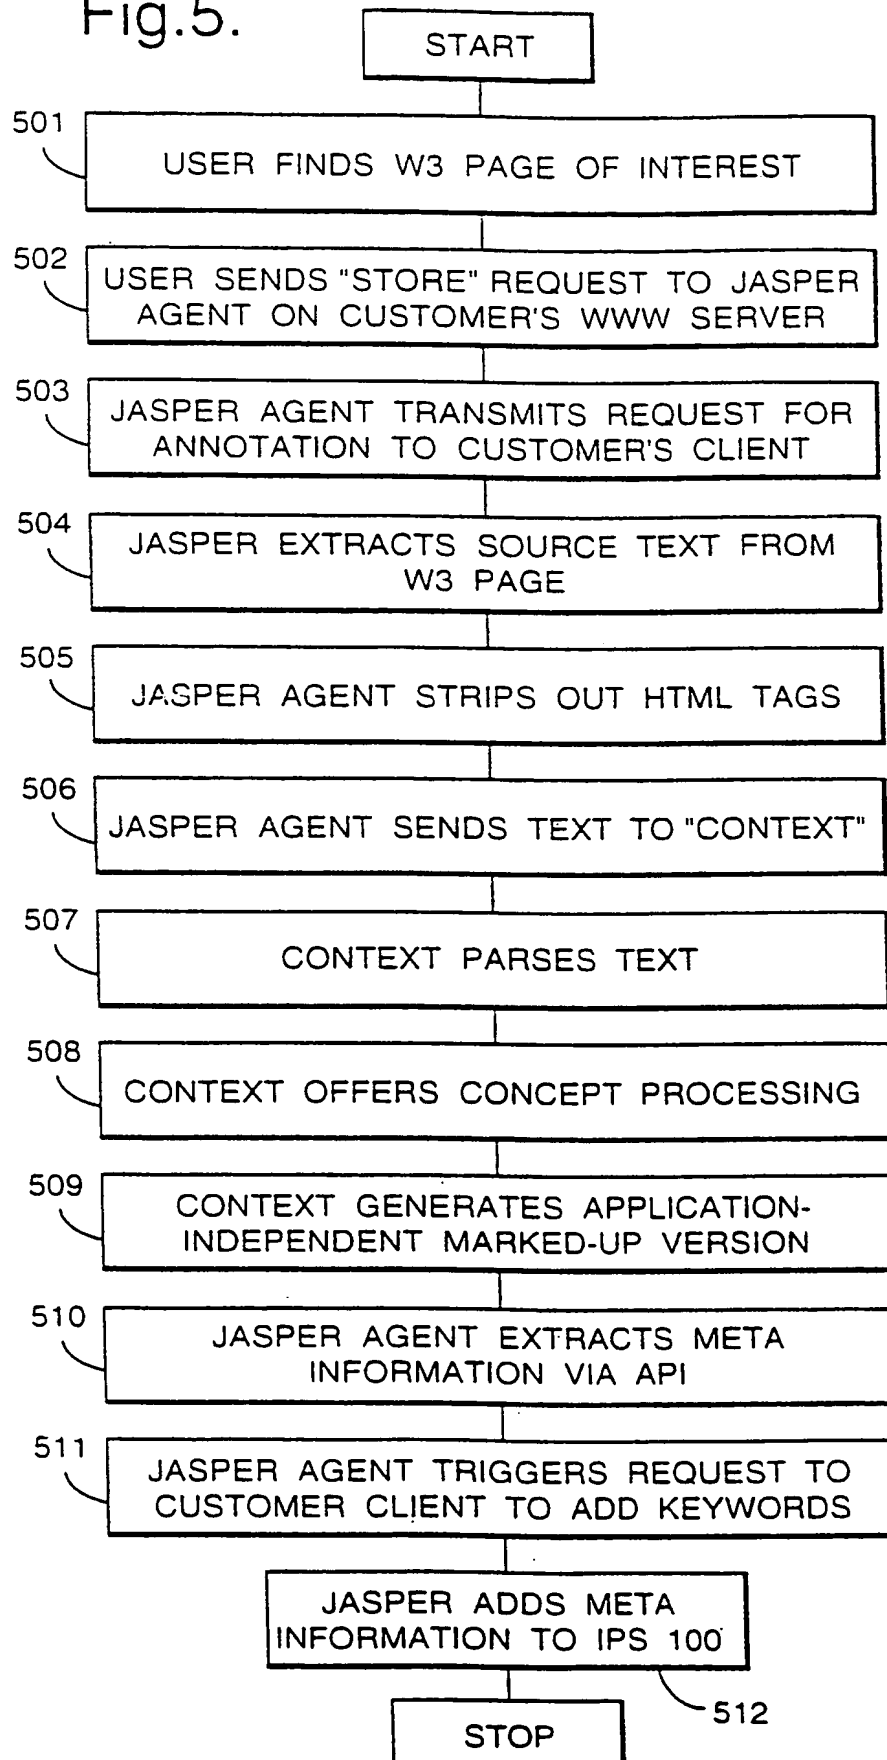 Fig.5.
START
501
USER FINDS W3 PAGE OF INTEREST
502
USER SENDS "STORE" REQUEST TO JASPER
AGENT ON CUSTOMER'S WWW SERVER
503
JASPER AGENT TRANSMITS REQUEST FOR
ANNOTATION TO CUSTOMER'S CLIENT
504
JASPER EXTRACTS SOURCE TEXT FROM
W3 PAGE
505
JASPER AGENT STRIPS OUT HTML TAGS
506
JASPER AGENT SENDS TEXT TO "CONTEXT"
507
CONTEXT PARSES TEXT
508
CONTEXT OFFERS CONCEPT PROCESSING
509
CONTEXT GENERATES APPLICATION-
INDEPENDENT MARKED-UP VERSION
510
JASPER AGENT EXTRACTS META
INFORMATION VIA API
511
JASPER AGENT TRIGGERS REQUEST TO
CUSTOMER CLIENT TO ADD KEYWORDS
JASPER ADDS META
INFORMATION TO IPS 100
512
STOP